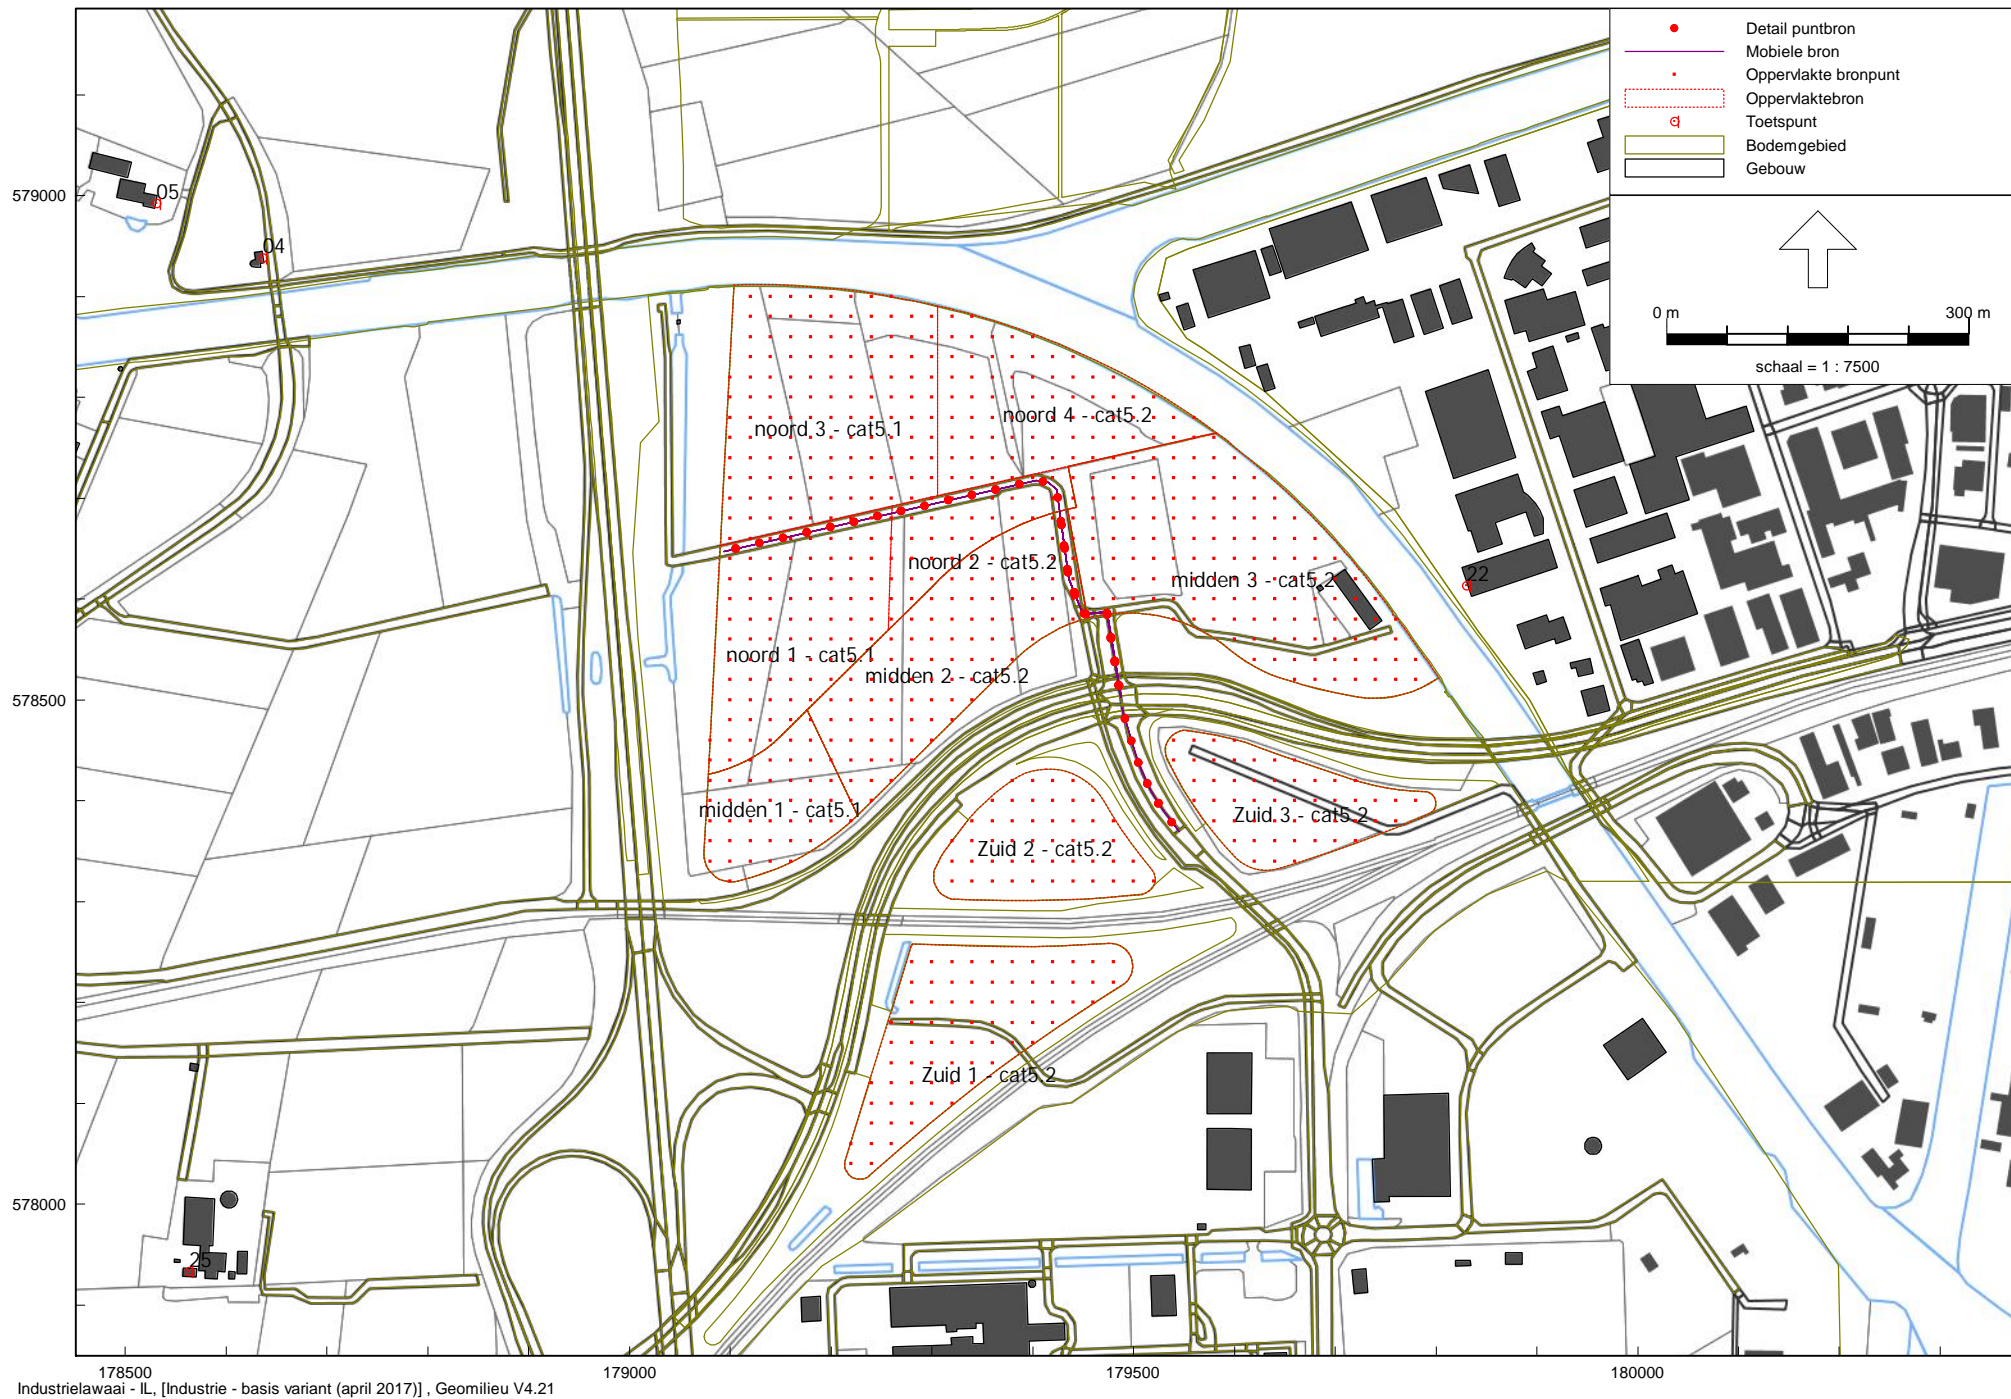 Detail puntbron
Mobiele bron
Oppervlakte bronpunt
Oppervlaktebron
Toetspunt
Bodemgebied
Gebouw
0 m
300 m
schaal = 1 : 7500
579000
578500
578000
05
04
22
25
noord 3 - cat5.1
noord 4 - cat5.2
noord 2 - cat5.2
midden 3 - cat5.2
noord 1 - cat5.1
midden 2 - cat5.2
midden 1 - cat5.1
Zuid 2 - cat5.2
Zuid 3 - cat5.2
Zuid 1 - cat5.2
178500
179000
179500
180000
Industrielawaai - IL, [Industrie - basis variant (april 2017)] , Geomilieu V4.21